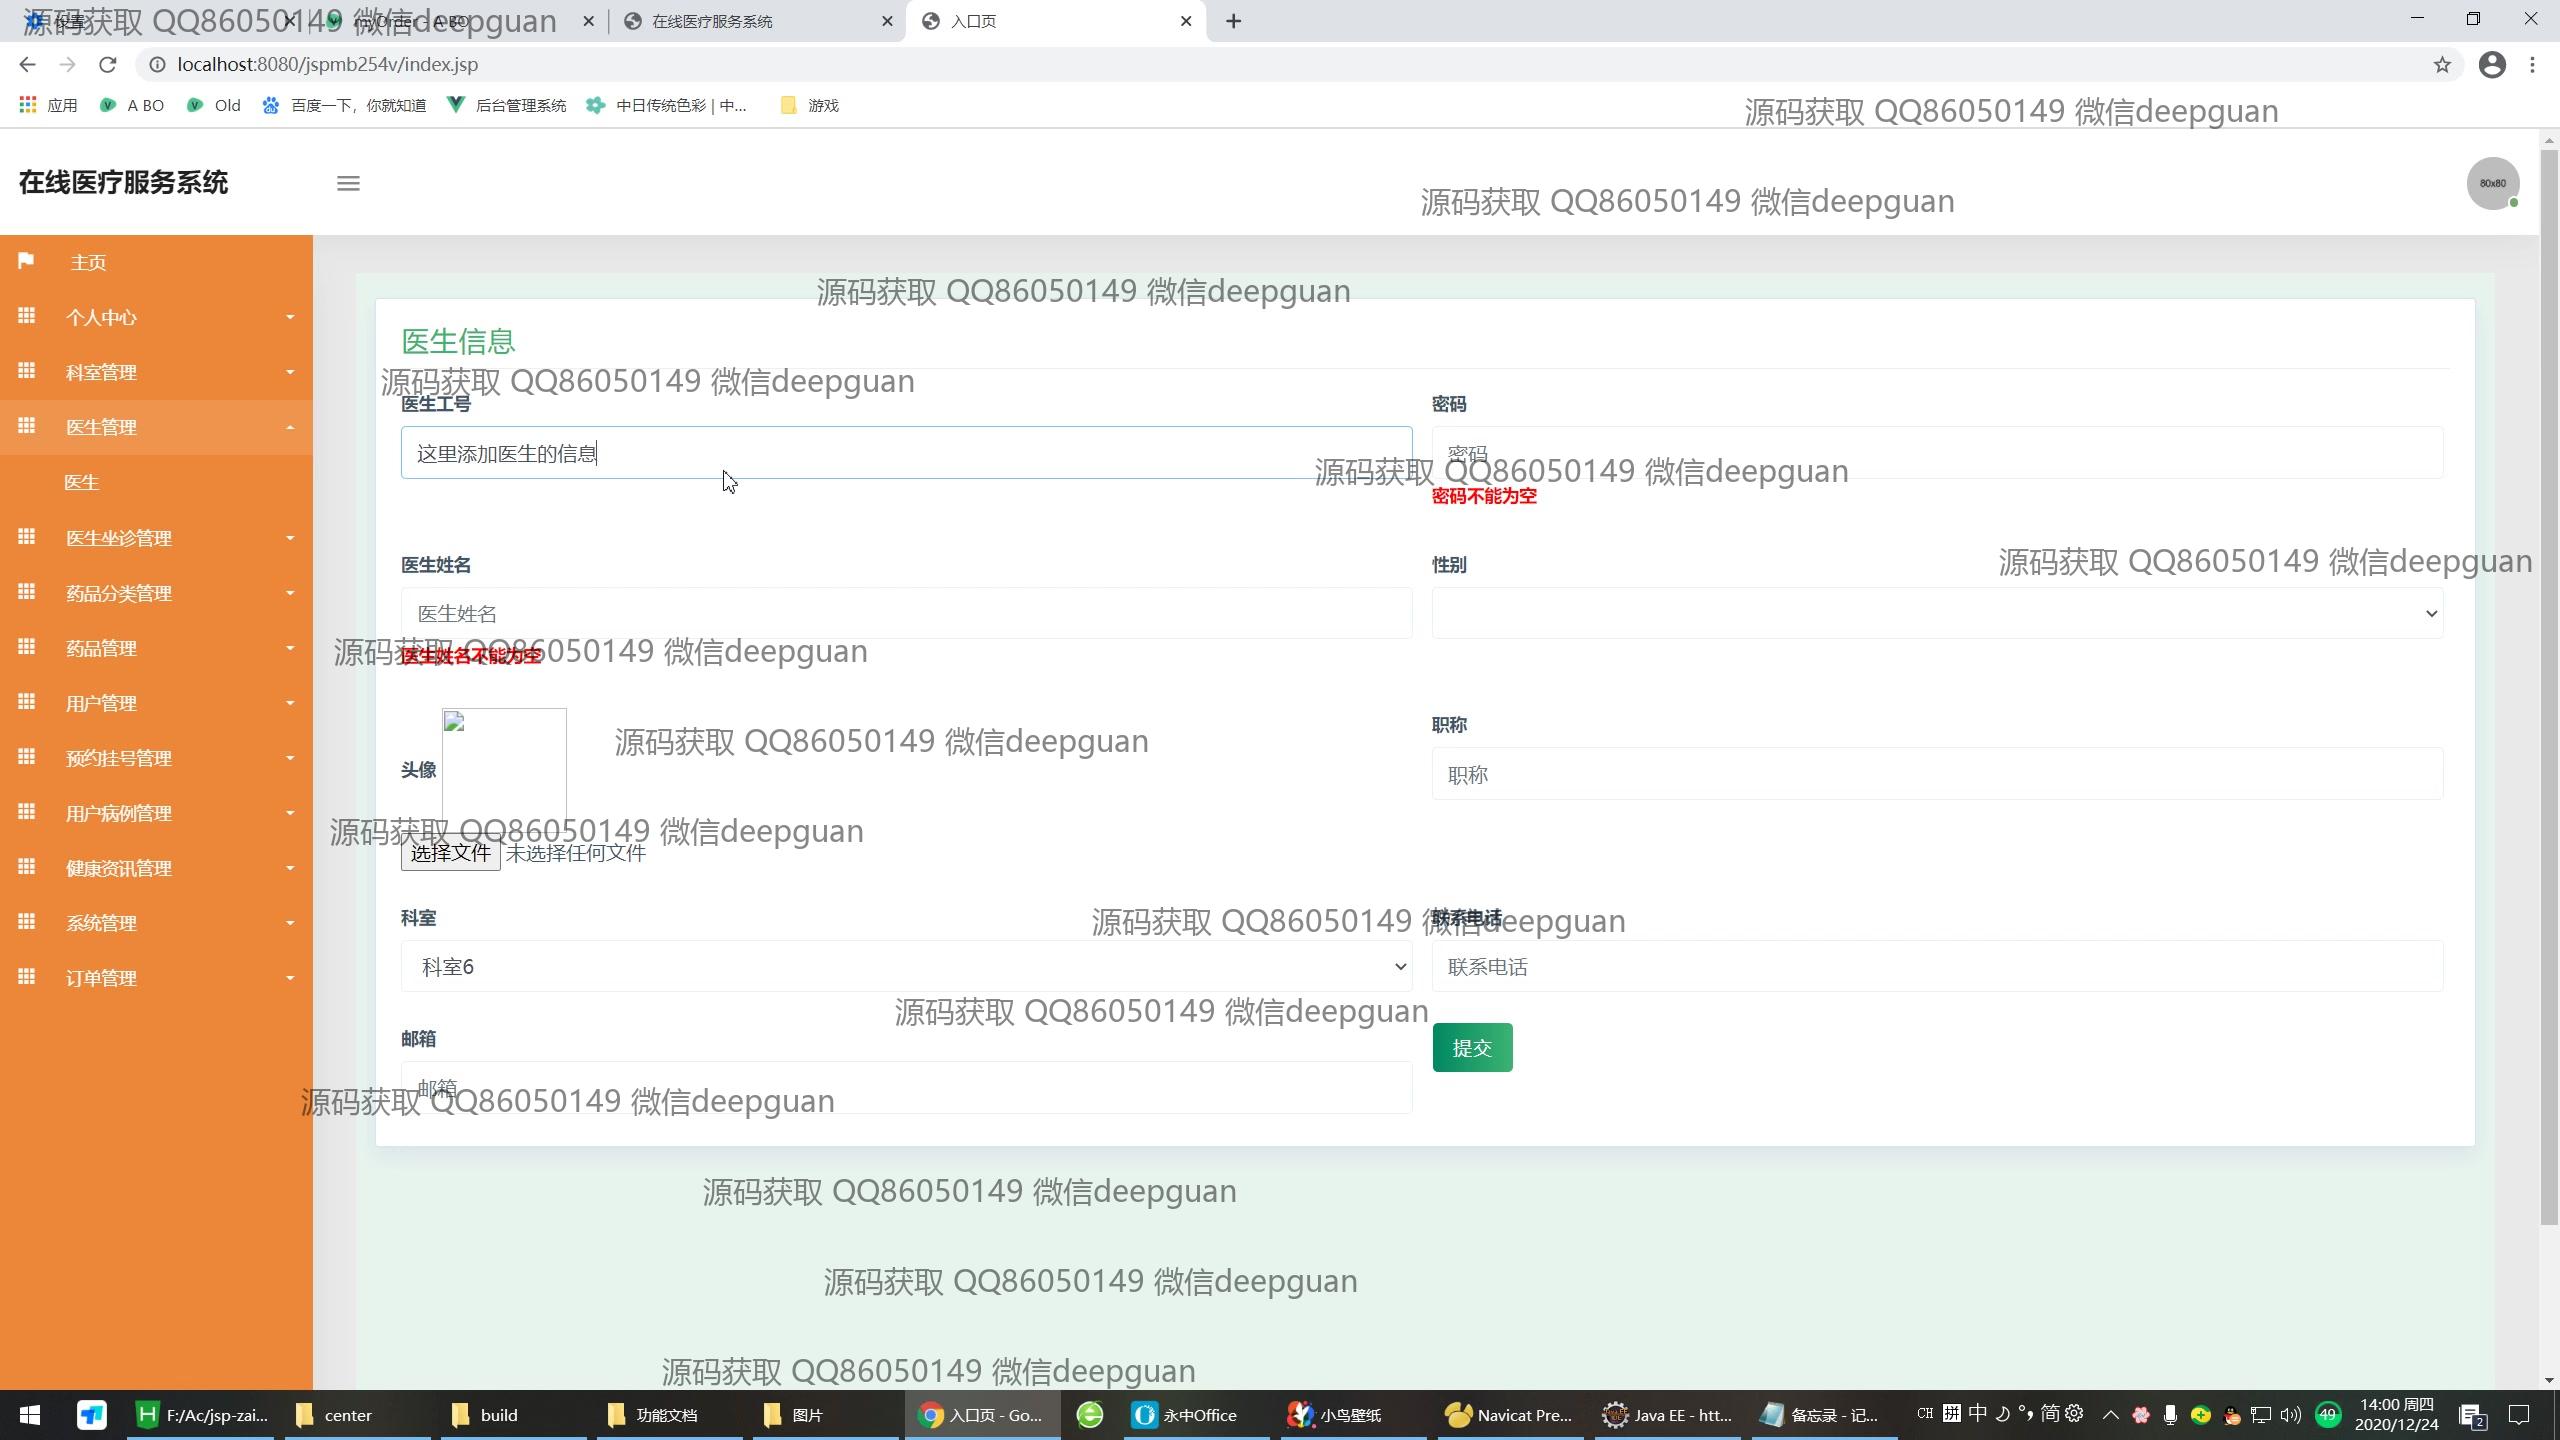 设置
myOrder - A BO
在线医疗服务系统
入口页
源码获取 QQ86050149 微信deepguan
localhost:8080/jspmb254v/index.jsp
应用
A BO
Old
百度一下，你就知道
后台管理系统
中日传统色彩 | 中...
游戏
源码获取 QQ86050149 微信deepguan
在线医疗服务系统
80x80
源码获取 QQ86050149 微信deepguan
主页
个人中心
科室管理
医生管理
医生
医生坐诊管理
药品分类管理
药品管理
用户管理
预约挂号管理
用户病例管理
健康资讯管理
系统管理
订单管理
源码获取 QQ86050149 微信deepguan
医生信息
源码获取 QQ86050149 微信deepguan
医生工号
密码
这里添加医生的信息
密码
源码获取 QQ86050149 微信deepguan
密码不能为空
医生姓名
性别
源码获取 QQ86050149 微信deepguan
医生姓名
源码获取 QQ86050149 微信deepguan
医生姓名不能为空
职称
源码获取 QQ86050149 微信deepguan
头像
职称
源码获取 QQ86050149 微信deepguan
选择文件 未选择任何文件
科室
联系电话
源码获取 QQ86050149 微信deepguan
科室6
联系电话
源码获取 QQ86050149 微信deepguan
邮箱
提交
邮箱
源码获取 QQ86050149 微信deepguan
源码获取 QQ86050149 微信deepguan
源码获取 QQ86050149 微信deepguan
源码获取 QQ86050149 微信deepguan
F:/Ac/jsp-zai...
center
build
功能文档
图片
入口页 - Go...
永中Office
小鸟壁纸
Navicat Pre...
Java EE - htt...
备忘录 - 记...
CH 拼 中 简
49
14:00 周四
2020/12/24
2